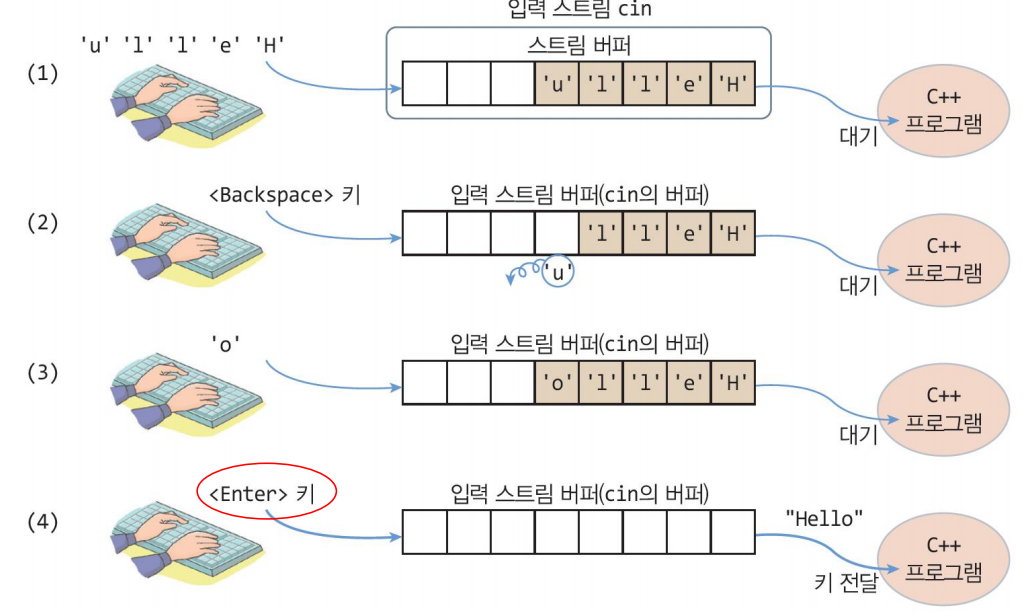 입력 스트림 cin
'u' 'l' 'l' 'e' 'H'
스트림 버퍼
(1)
'u' 'l' 'l' 'e' 'H'
C++
프로그램
대기
<Backspace> 키
입력 스트림 버퍼(cin의 버퍼)
(2)
'l' 'l' 'e' 'H'
'u'
C++
프로그램
대기
'o'
입력 스트림 버퍼(cin의 버퍼)
(3)
'o' 'l' 'l' 'e' 'H'
C++
프로그램
대기
<Enter> 키
입력 스트림 버퍼(cin의 버퍼)
(4)
"Hello"
C++
프로그램
키 전달